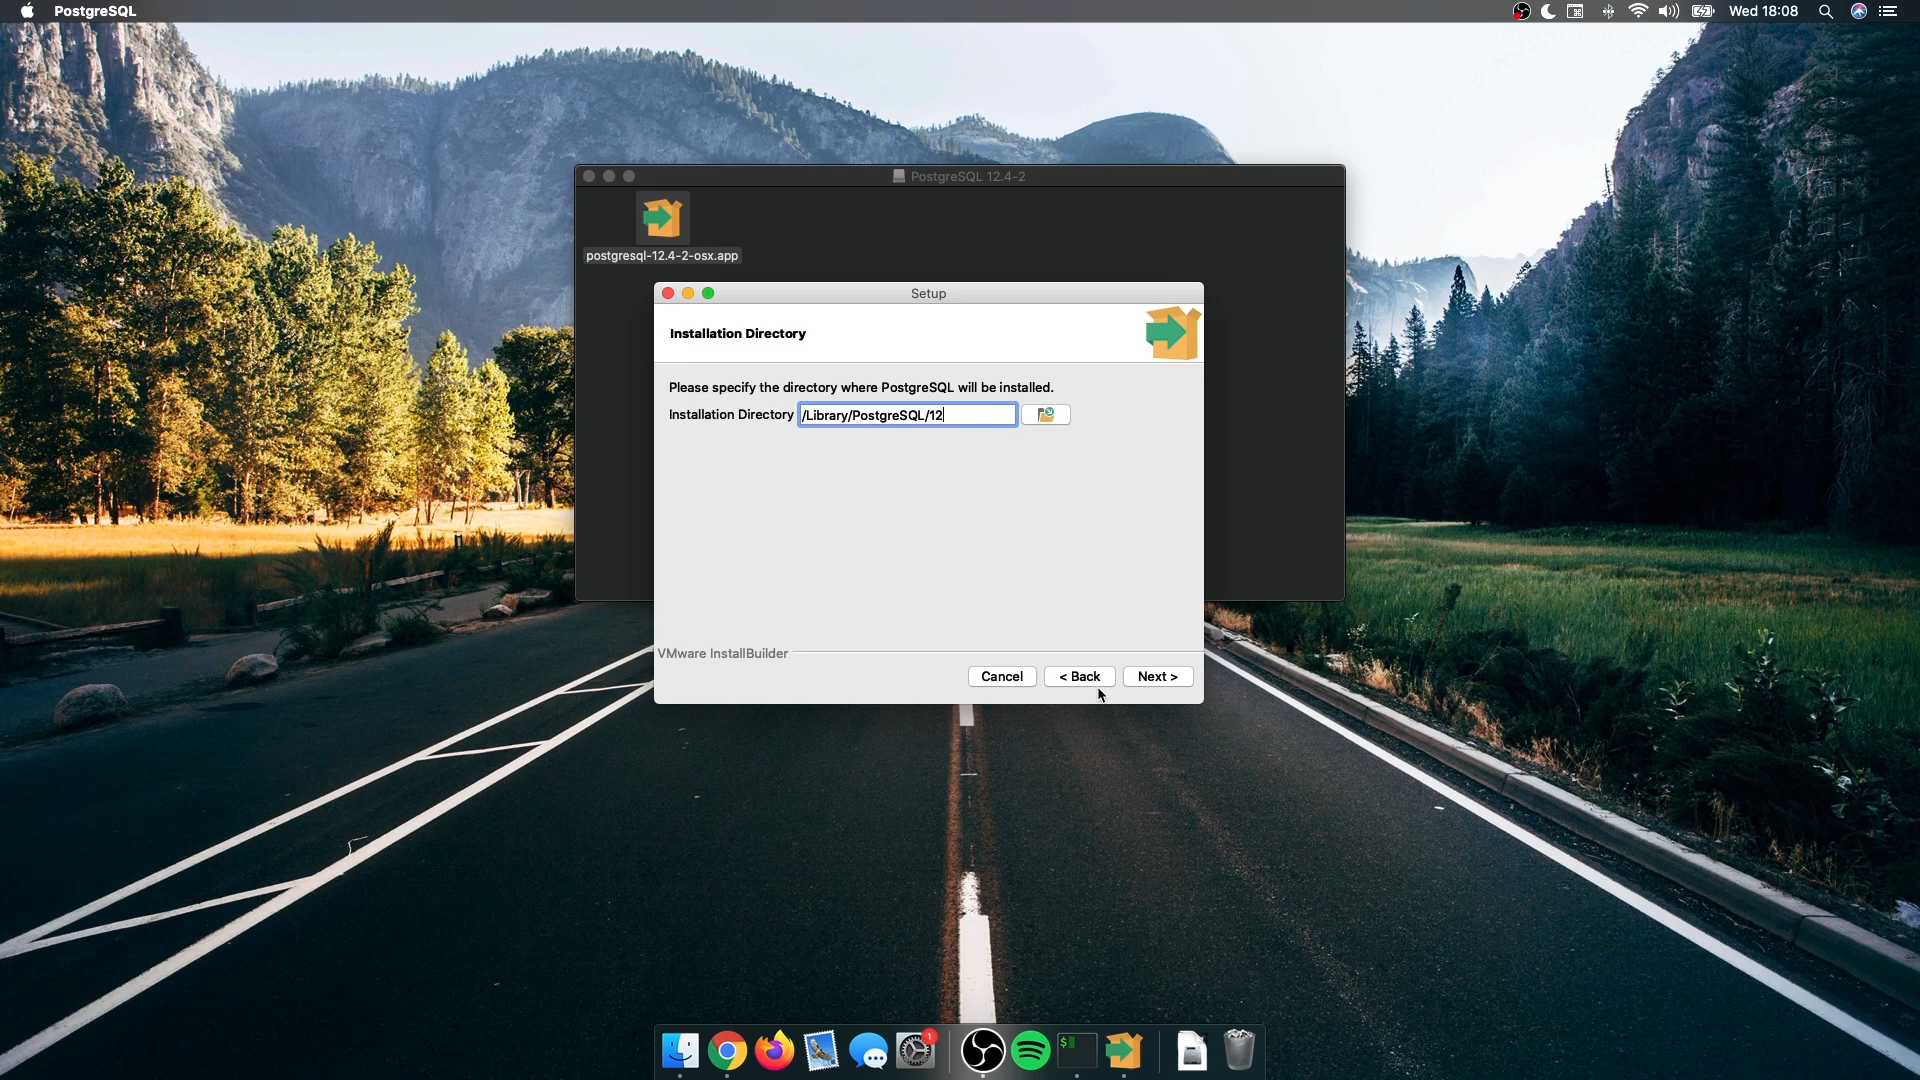 PostgreSQL
Wed 18:08
PostgreSQL 12.4-2
postgresql-12.4-2-osx.app
Setup
Installation Directory
Please specify the directory where PostgreSQL will be installed.
Installation Directory /Library/PostgreSQL/12
VMware InstallBuilder
Cancel
< Back
Next >
1
$